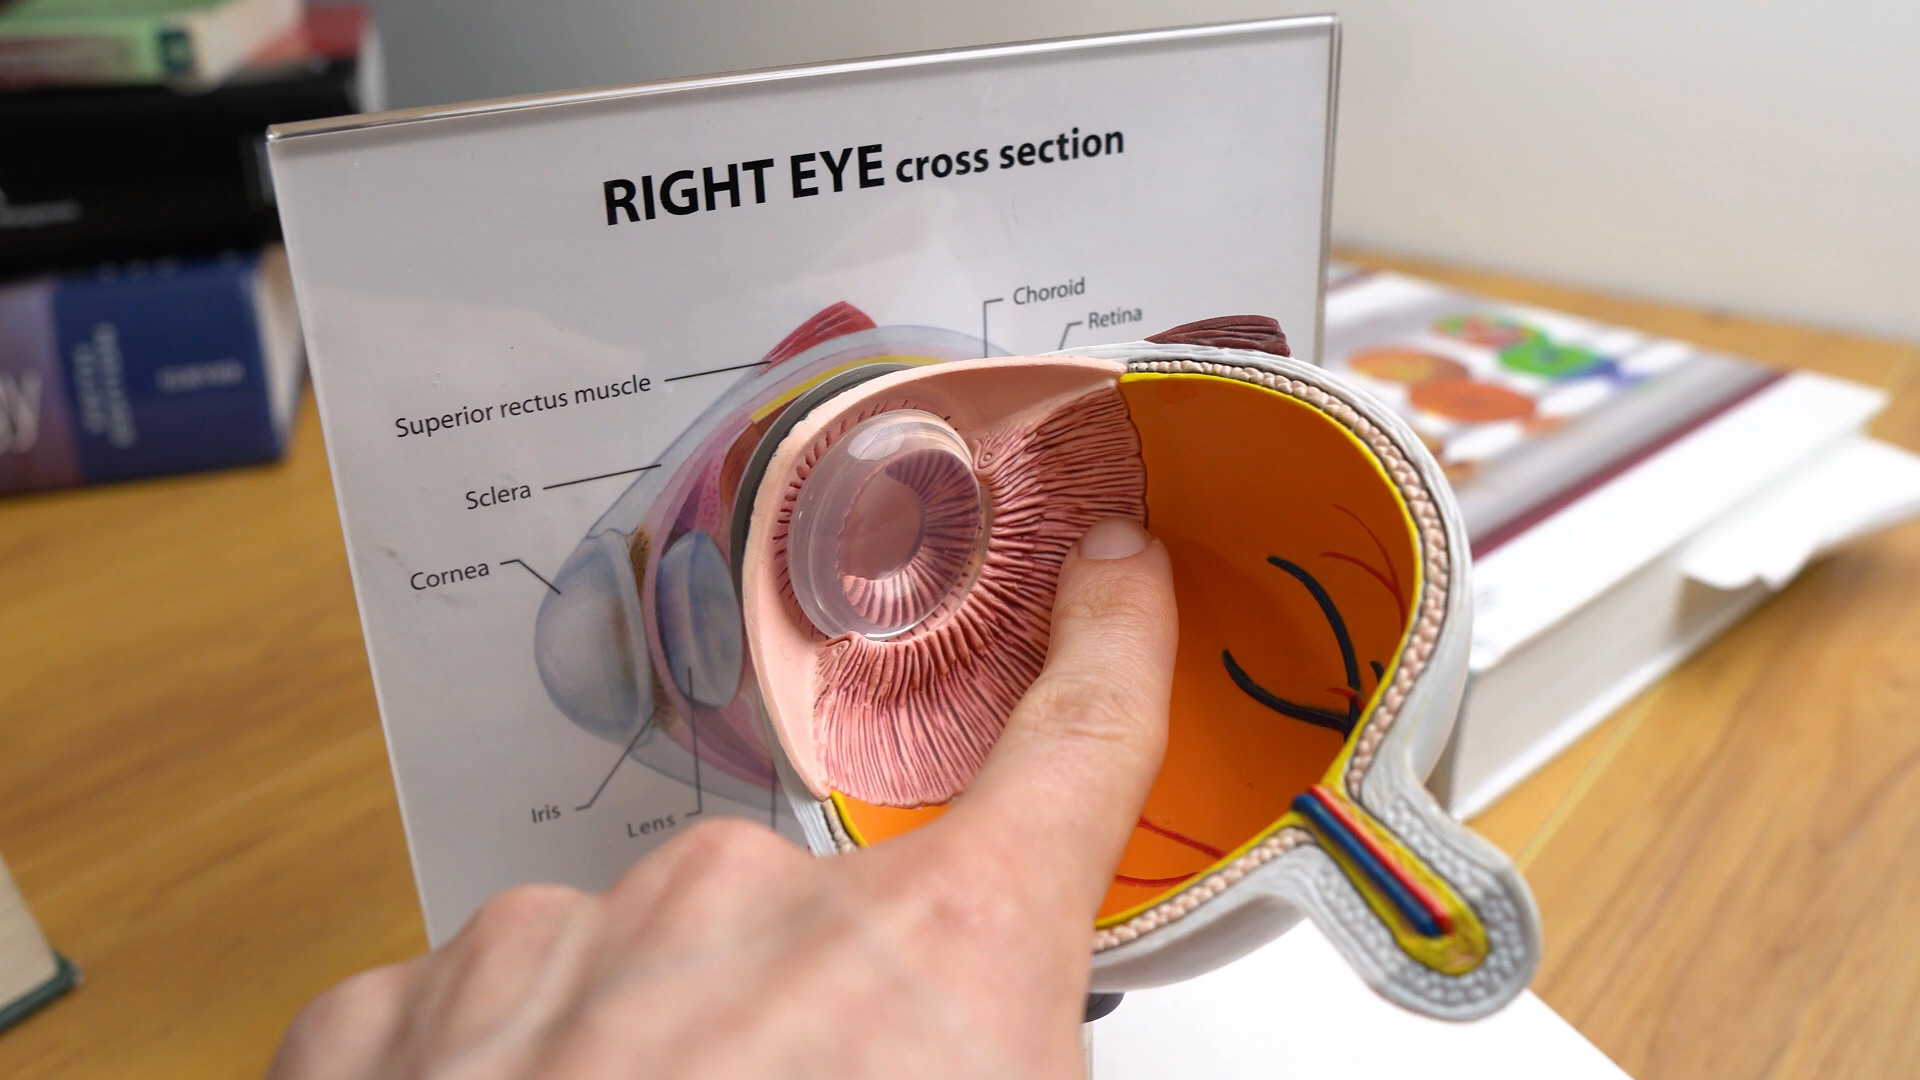 RIGHT EYE cross section
Choroid
Retina
Superior rectus muscle
Sclera
Cornea
Iris
Lens